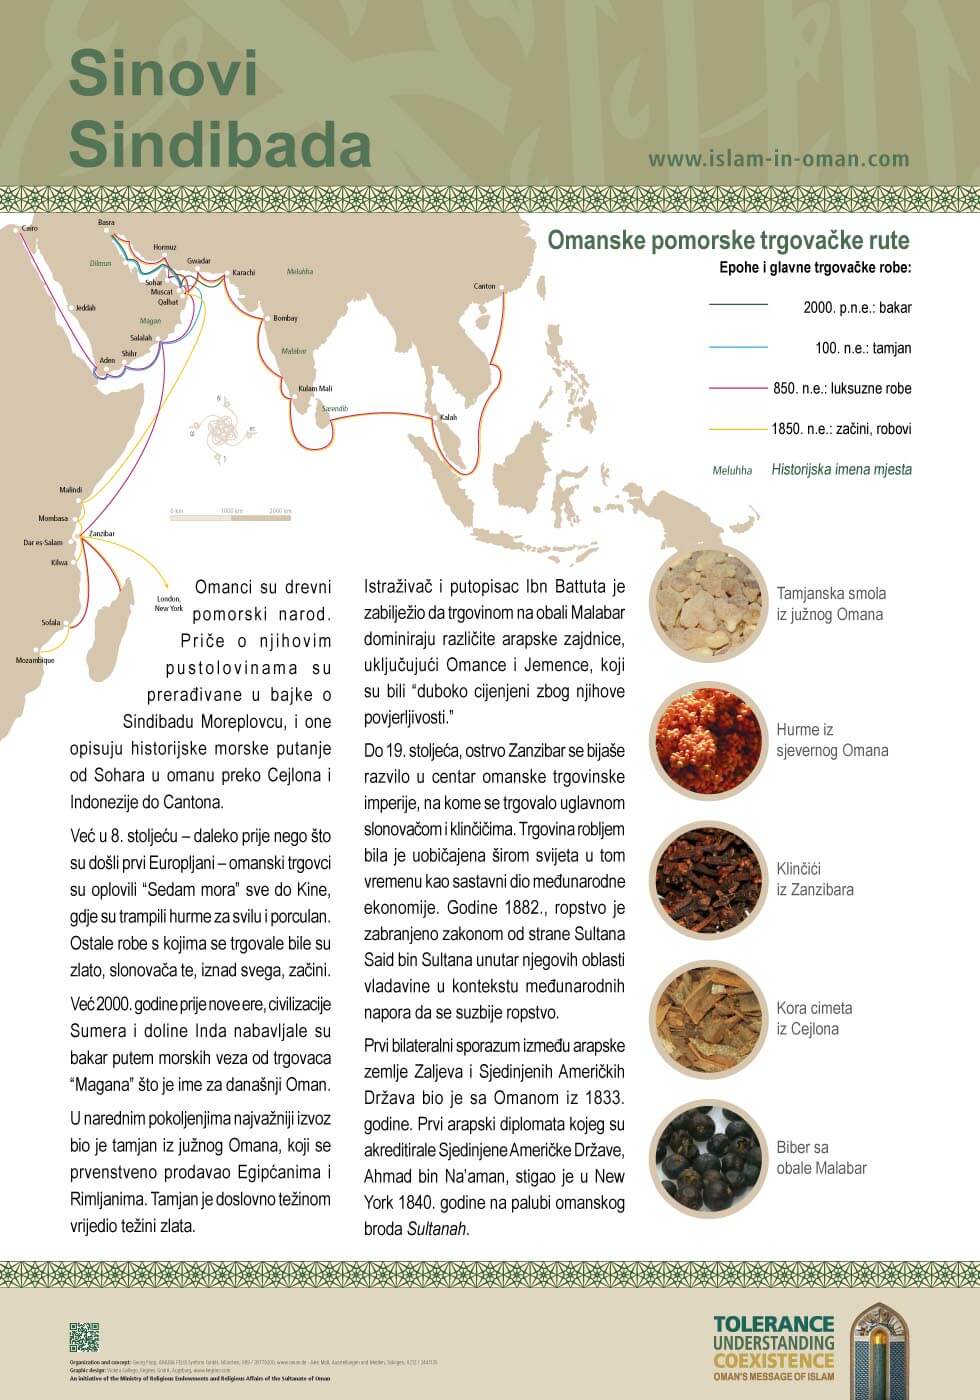 Sinovi
Sindibada
www.islam-in-oman.com
Omanske pomorske trgovačke rute
Epohe i glavne trgovačke robe:
2000. p.n.e.: bakar
100. n.e.: tamjan
850. n.e.: luksuzne robe
1850. n.e.: začini, robovi
Meluhha Historijska imena mjesta
Cairo
Basra
Dilmun
Hormuz
Gwadar
Karachi
Meluhha
Sohar
Muscat
Qalhat
Jeddah
Magan
Salalah
Shihr
Aden
Bombay
Malabar
Kulam Mali
Sarendib
Canton
Kalah
0 km 1000 km 2000 km
Malindi
Mombasa
Zanzibar
Dar es-Salam
Kilwa
London,
New York
Sofala
Mozambique
Omanci su drevni
pomorski narod.
Priče o njihovim
pustolovinama su
prerađivane u bajke o
Sindibadu Moreplovcu, i one
opisuju historijske morske putanje
od Sohara u omanu preko Cejlona i
Indonezije do Cantona.
Već u 8. stoljeću – daleko prije nego što
su došli prvi Europljani – omanski trgovci
su oplovili “Sedam mora” sve do Kine,
gdje su trampili hurme za svilu i porculan.
Ostale robe s kojima se trgovale bile su
zlato, slonovača te, iznad svega, začini.
Već 2000. godine prije nove ere, civilizacije
Sumera i doline Inda nabavljale su
bakar putem morskih veza od trgovaca
“Magana” što je ime za današnji Oman.
U narednim pokoljenjima najvažniji izvoz
bio je tamjan iz južnog Omana, koji se
prvenstveno prodavao Egipćanima i
Rimljanima. Tamjan je doslovno težinom
vrijedio težini zlata.
Istraživač i putopisac Ibn Battuta je
zabilježio da trgovinom na obali Malabar
dominiraju različite arapske zajdnice,
uključujući Omance i Jemence, koji
su bili “duboko cijenjeni zbog njihove
povjerljivosti.”
Do 19. stoljeća, ostrvo Zanzibar se bijaše
razvilo u centar omanske trgovinske
imperije, na kome se trgovalo uglavnom
slonovačom i klinčićima. Trgovina robljem
bila je uobičajena širom svijeta u tom
vremenu kao sastavni dio međunarodne
ekonomije. Godine 1882., ropstvo je
zabranjeno zakonom od strane Sultana
Said bin Sultana unutar njegovih oblasti
vladavine u kontekstu međunarodnih
napora da se suzbije ropstvo.
Prvi bilateralni sporazum između arapske
zemlje Zaljeva i Sjedinjenih Američkih
Država bio je sa Omanom iz 1833.
godine. Prvi arapski diplomata kojeg su
akreditirale Sjedinjene Američke Države,
Ahmad bin Na’aman, stigao je u New
York 1840. godine na palubi omanskog
broda Sultanah.
Tamjanska smola
iz južnog Omana
Hurme iz
sjevernog Omana
Klinčići
iz Zanzibara
Kora cimeta
iz Cejlona
Biber sa
obale Malabar
An initiative of the Ministry of Religious Endowments and Religious Affairs of the Sultanate of Oman
TOLERANCE
UNDERSTANDING
COEXISTENCE
OMAN'S MESSAGE OF ISLAM